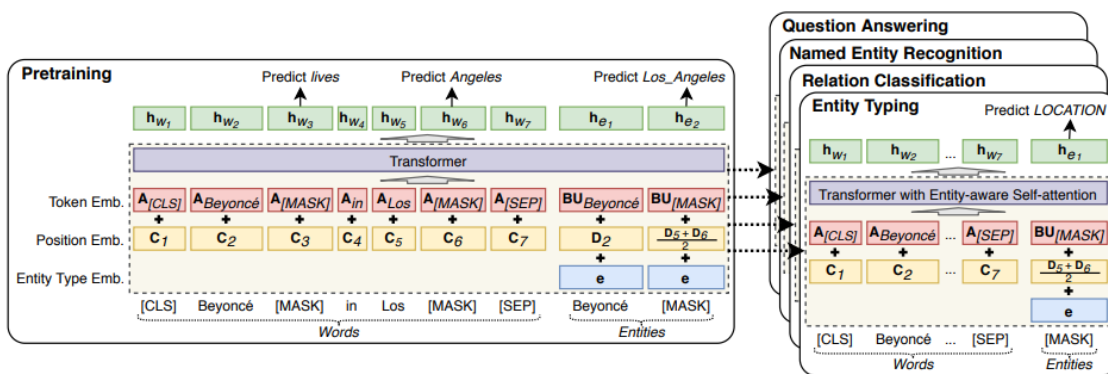 Pretraining
Predict lives Predict Angeles Predict Los_Angeles
hw1 hw2 hw3 hw4 hw5 hw6 hw7 he1 he2
Transformer
Token Emb. A[CLS] ABeyoncé A[MASK] Ain ALos A[MASK] A[SEP] BUBeyoncé BU[MASK]
+ + + + + + + + +
Position Emb. C1 C2 C3 C4 C5 C6 C7 D2 D5+D6
2
+ +
Entity Type Emb. e e
[CLS] Beyoncé [MASK] in Los [MASK] [SEP] Beyoncé [MASK]
Words Entities
Question Answering
Named Entity Recognition
Relation Classification
Entity Typing
Predict LOCATION
hw1 hw2 ... hw7 he1
Transformer with Entity-aware Self-attention
A[CLS] ABeyoncé ... A[SEP] BU[MASK]
+ + + +
C1 C2 ... C7 D5+D6
2
+
e
[CLS] Beyoncé ... [SEP] [MASK]
Words Entities